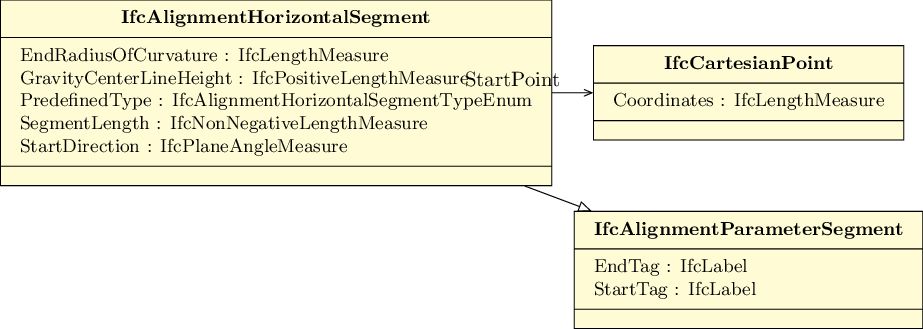 IfcAlignmentHorizontalSegment
EndRadiusOfCurvature : IfcLengthMeasure
GravityCenterLineHeight : IfcPositiveLengthMeasure
PredefinedType : IfcAlignmentHorizontalSegmentTypeEnum
SegmentLength : IfcNonNegativeLengthMeasure
StartDirection : IfcPlaneAngleMeasure
StartPoint
IfcCartesianPoint
Coordinates : IfcLengthMeasure
IfcAlignmentParameterSegment
EndTag : IfcLabel
StartTag : IfcLabel